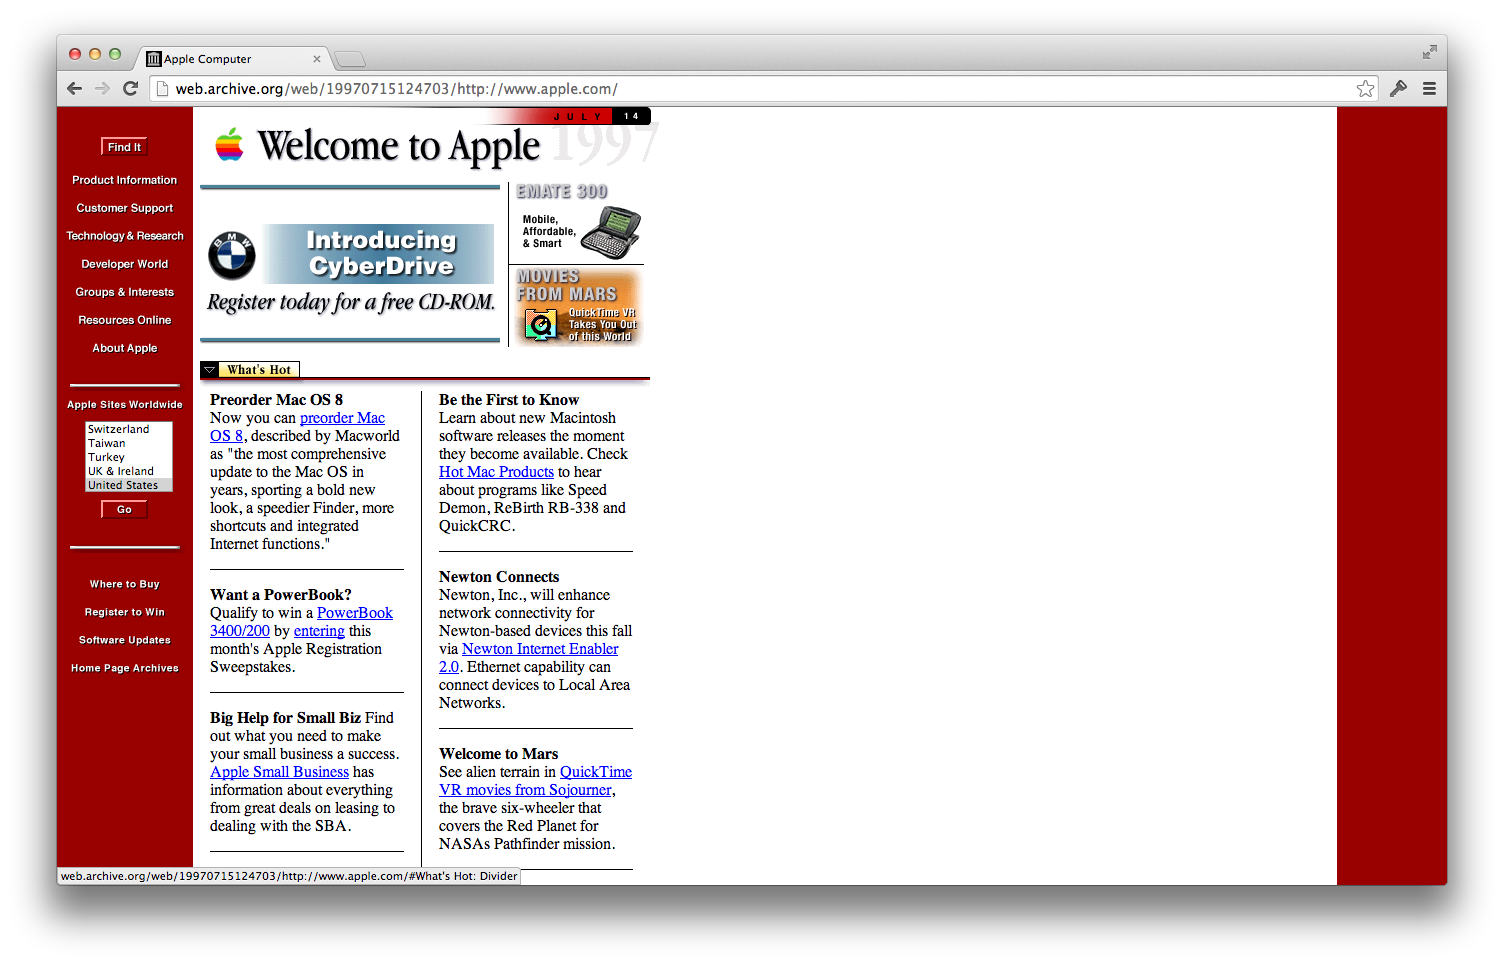 Apple Computer
web.archive.org/web/19970715124703/http://www.apple.com/
Find It
Product Information
Customer Support
Technology & Research
Developer World
Groups & Interests
Resources Online
About Apple
Apple Sites Worldwide
Switzerland
Taiwan
Turkey
UK & Ireland
United States
Go
Where to Buy
Register to Win
Software Updates
Home Page Archives
JULY 14
1997
Welcome to Apple
BMW
Introducing
CyberDrive
Register today for a free CD-ROM.
EMATE 300
Mobile,
Affordable,
& Smart
MOVIES
FROM MARS
QuickTime VR
Takes You Out
of this World
What's Hot
Preorder Mac OS 8
Now you can preorder Mac
OS 8, described by Macworld
as "the most comprehensive
update to the Mac OS in
years, sporting a bold new
look, a speedier Finder, more
shortcuts and integrated
Internet functions."
Want a PowerBook?
Qualify to win a PowerBook
3400/200 by entering this
month's Apple Registration
Sweepstakes.
Big Help for Small Biz Find
out what you need to make
your small business a success.
Apple Small Business has
information about everything
from great deals on leasing to
dealing with the SBA.
Be the First to Know
Learn about new Macintosh
software releases the moment
they become available. Check
Hot Mac Products to hear
about programs like Speed
Demon, ReBirth RB-338 and
QuickCRC.
Newton Connects
Newton, Inc., will enhance
network connectivity for
Newton-based devices this fall
via Newton Internet Enabler
2.0. Ethernet capability can
connect devices to Local Area
Networks.
Welcome to Mars
See alien terrain in QuickTime
VR movies from Sojourner,
the brave six-wheeler that
covers the Red Planet for
NASAs Pathfinder mission.
web.archive.org/web/19970715124703/http://www.apple.com/#What's Hot: Divider